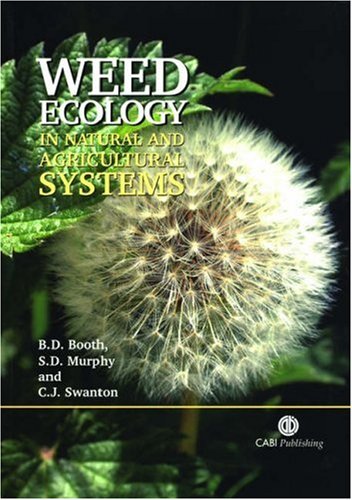 WEED
ECOLOGY
IN NATURAL AND
AGRICULTURAL
SYSTEMS
B.D. Booth,
S.D. Murphy
and
C.J. Swanton
CABI Publishing